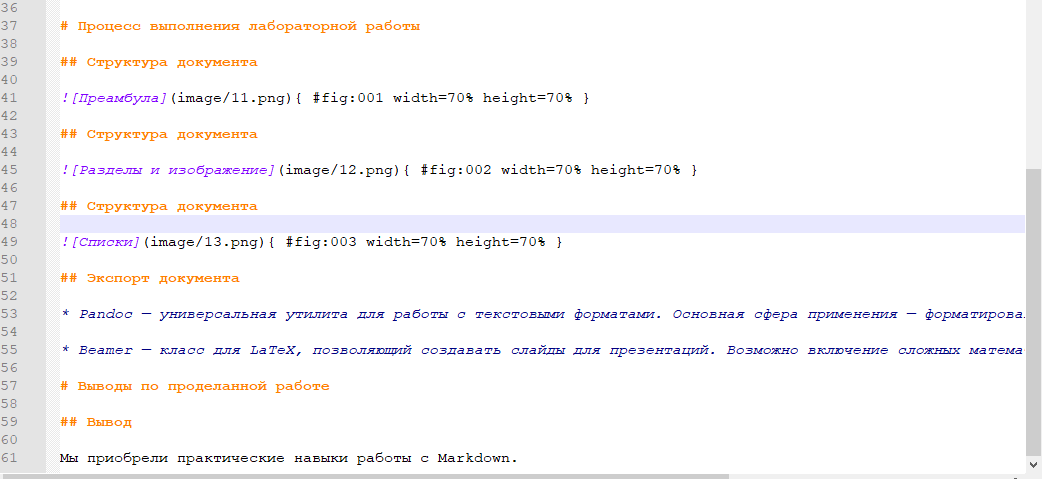 36
37 # Процесс выполнения лабораторной работы
38
39 ## Структура документа
40
41 ![Преамбула](image/11.png){ #fig:001 width=70% height=70% }
42
43 ## Структура документа
44
45 ![Разделы и изображение](image/12.png){ #fig:002 width=70% height=70% }
46
47 ## Структура документа
48
49 ![Списки](image/13.png){ #fig:003 width=70% height=70% }
50
51 ## Экспорт документа
52
53 * Pandoc — универсальная утилита для работы с текстовыми форматами. Основная сфера применения — форматирова
54
55 * Beamer — класс для LaTeX, позволяющий создавать слайды для презентаций. Возможно включение сложных матема
56
57 # Выводы по проделанной работе
58
59 ## Вывод
60
61 Мы приобрели практические навыки работы с Markdown.